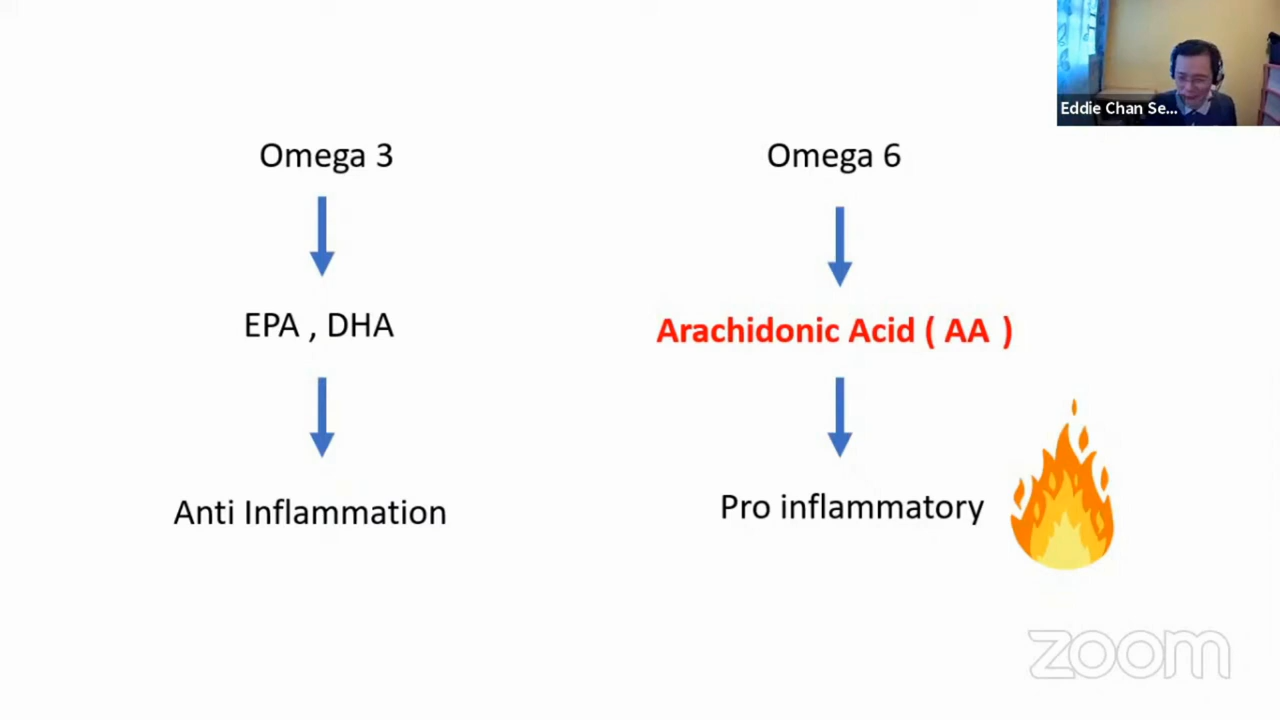 Eddie Chan Se...
Omega 3
Omega 6
EPA , DHA
Arachidonic Acid ( AA )
Anti Inflammation
Pro inflammatory
zoom